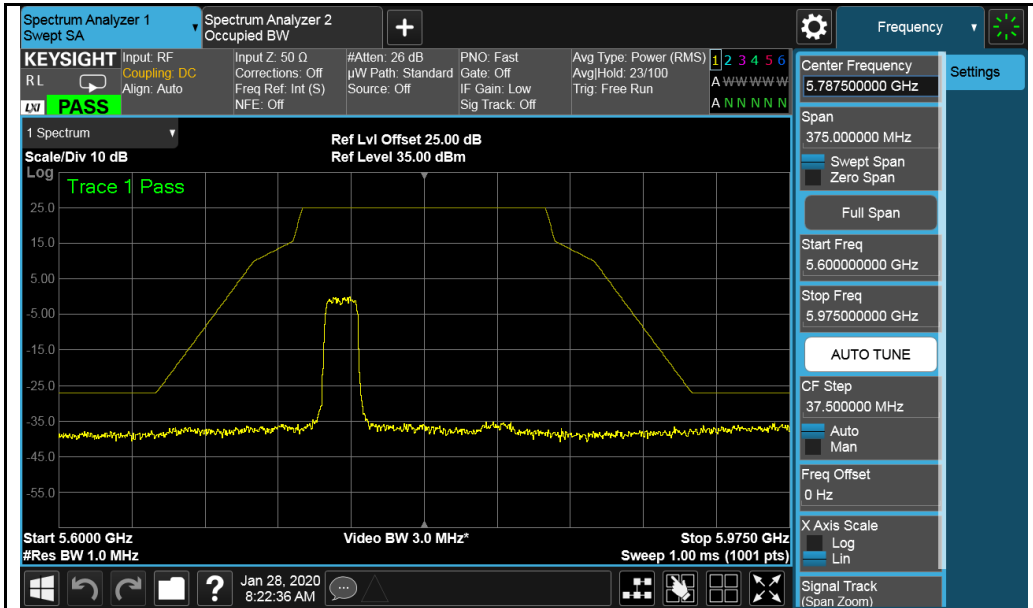 Spectrum Analyzer 1
Swept SA
Spectrum Analyzer 2
Occupied BW
Frequency
KEYSIGHT
R L
LXI
PASS
Input: RF
Coupling: DC
Align: Auto
Input Z: 50 Ω
Corrections: Off
Freq Ref: Int (S)
NFE: Off
#Atten: 26 dB
µW Path: Standard
Source: Off
PNO: Fast
Gate: Off
IF Gain: Low
Sig Track: Off
Avg Type: Power (RMS)
Avg|Hold: 23/100
Trig: Free Run
1 2 3 4 5 6
A W W W W W
A N N N N N
1 Spectrum
Scale/Div 10 dB
Ref Lvl Offset 25.00 dB
Ref Level 35.00 dBm
Log
Trace 1 Pass
25.0
15.0
5.00
-5.00
-15.0
-25.0
-35.0
-45.0
-55.0
Start 5.6000 GHz
#Res BW 1.0 MHz
Video BW 3.0 MHz*
Stop 5.9750 GHz
Sweep 1.00 ms (1001 pts)
Center Frequency
5.787500000 GHz
Settings
Span
375.000000 MHz
Swept Span
Zero Span
Full Span
Start Freq
5.600000000 GHz
Stop Freq
5.975000000 GHz
AUTO TUNE
CF Step
37.500000 MHz
Auto
Man
Freq Offset
0 Hz
X Axis Scale
Log
Lin
Signal Track
(Span Zoom)
?
Jan 28, 2020
8:22:36 AM